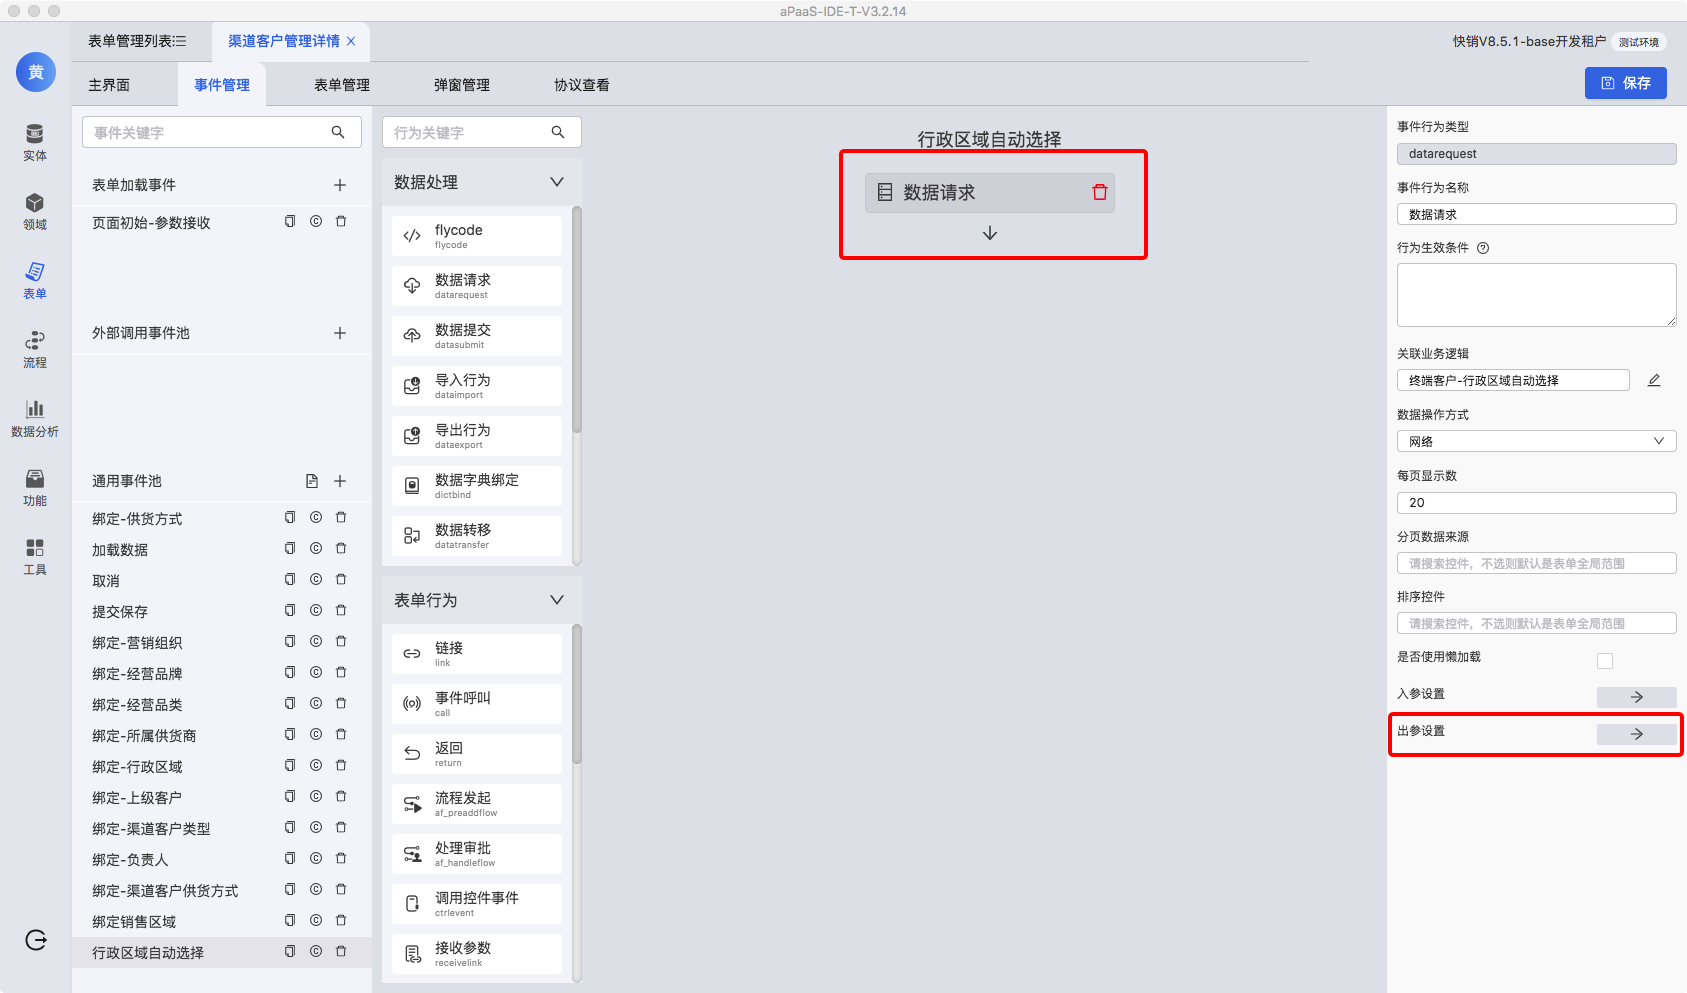 aPaaS-IDE-T-V3.2.14
黄
实体
领域
表单
流程
数据分析
功能
工具
表单管理列表
渠道客户管理详情
快销V8.5.1-base开发租户
测试环境
主界面
事件管理
表单管理
弹窗管理
协议查看
保存
事件关键字
表单加载事件
页面初始-参数接收
外部调用事件池
通用事件池
绑定-供货方式
加载数据
取消
提交保存
绑定-营销组织
绑定-经营品牌
绑定-经营品类
绑定-所属供货商
绑定-行政区域
绑定-上级客户
绑定-渠道客户类型
绑定-负责人
绑定-渠道客户供货方式
绑定销售区域
行政区域自动选择
行为关键字
数据处理
flycode
flycode
数据请求
datarequest
数据提交
datasubmit
导入行为
dataimport
导出行为
dataexport
数据字典绑定
dictbind
数据转移
datatransfer
表单行为
链接
link
事件呼叫
call
返回
return
流程发起
af_preaddflow
处理审批
af_handleflow
调用控件事件
ctrlevent
接收参数
receivelink
行政区域自动选择
数据请求
事件行为类型
datarequest
事件行为名称
数据请求
行为生效条件
关联业务逻辑
终端客户-行政区域自动选择
数据操作方式
网络
每页显示数
20
分页数据来源
请搜索控件，不选则默认是表单全局范围
排序控件
请搜索控件，不选则默认是表单全局范围
是否使用懒加载
入参设置
出参设置